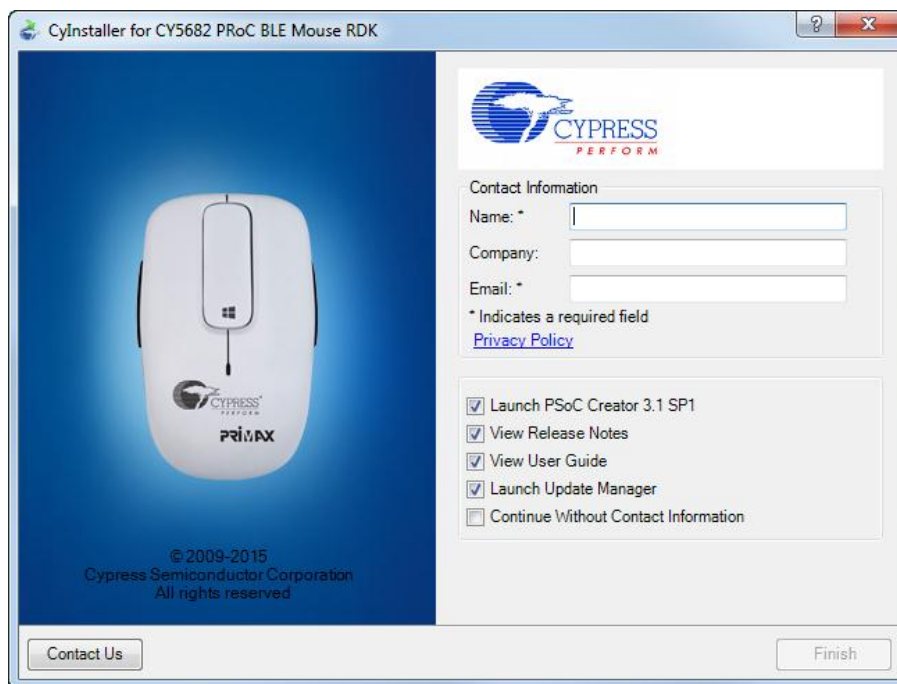 CyInstaller for CY5682 PRoC BLE Mouse RDK
CYPRESS
PERFORM
PRIMAX
© 2009-2015
Cypress Semiconductor Corporation
All rights reserved
CYPRESS
PERFORM
Contact Information
Name: *
Company:
Email: *
* Indicates a required field
Privacy Policy
Launch PSoC Creator 3.1 SP1
View Release Notes
View User Guide
Launch Update Manager
Continue Without Contact Information
Contact Us
Finish